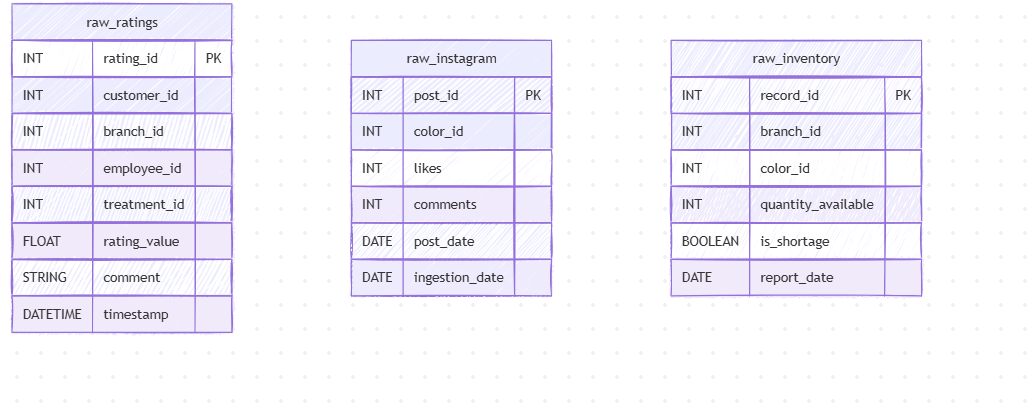 raw_ratings
INT rating_id PK
INT customer_id
INT branch_id
INT employee_id
INT treatment_id
FLOAT rating_value
STRING comment
DATETIME timestamp
raw_instagram
INT post_id PK
INT color_id
INT likes
INT comments
DATE post_date
DATE ingestion_date
raw_inventory
INT record_id PK
INT branch_id
INT color_id
INT quantity_available
BOOLEAN is_shortage
DATE report_date